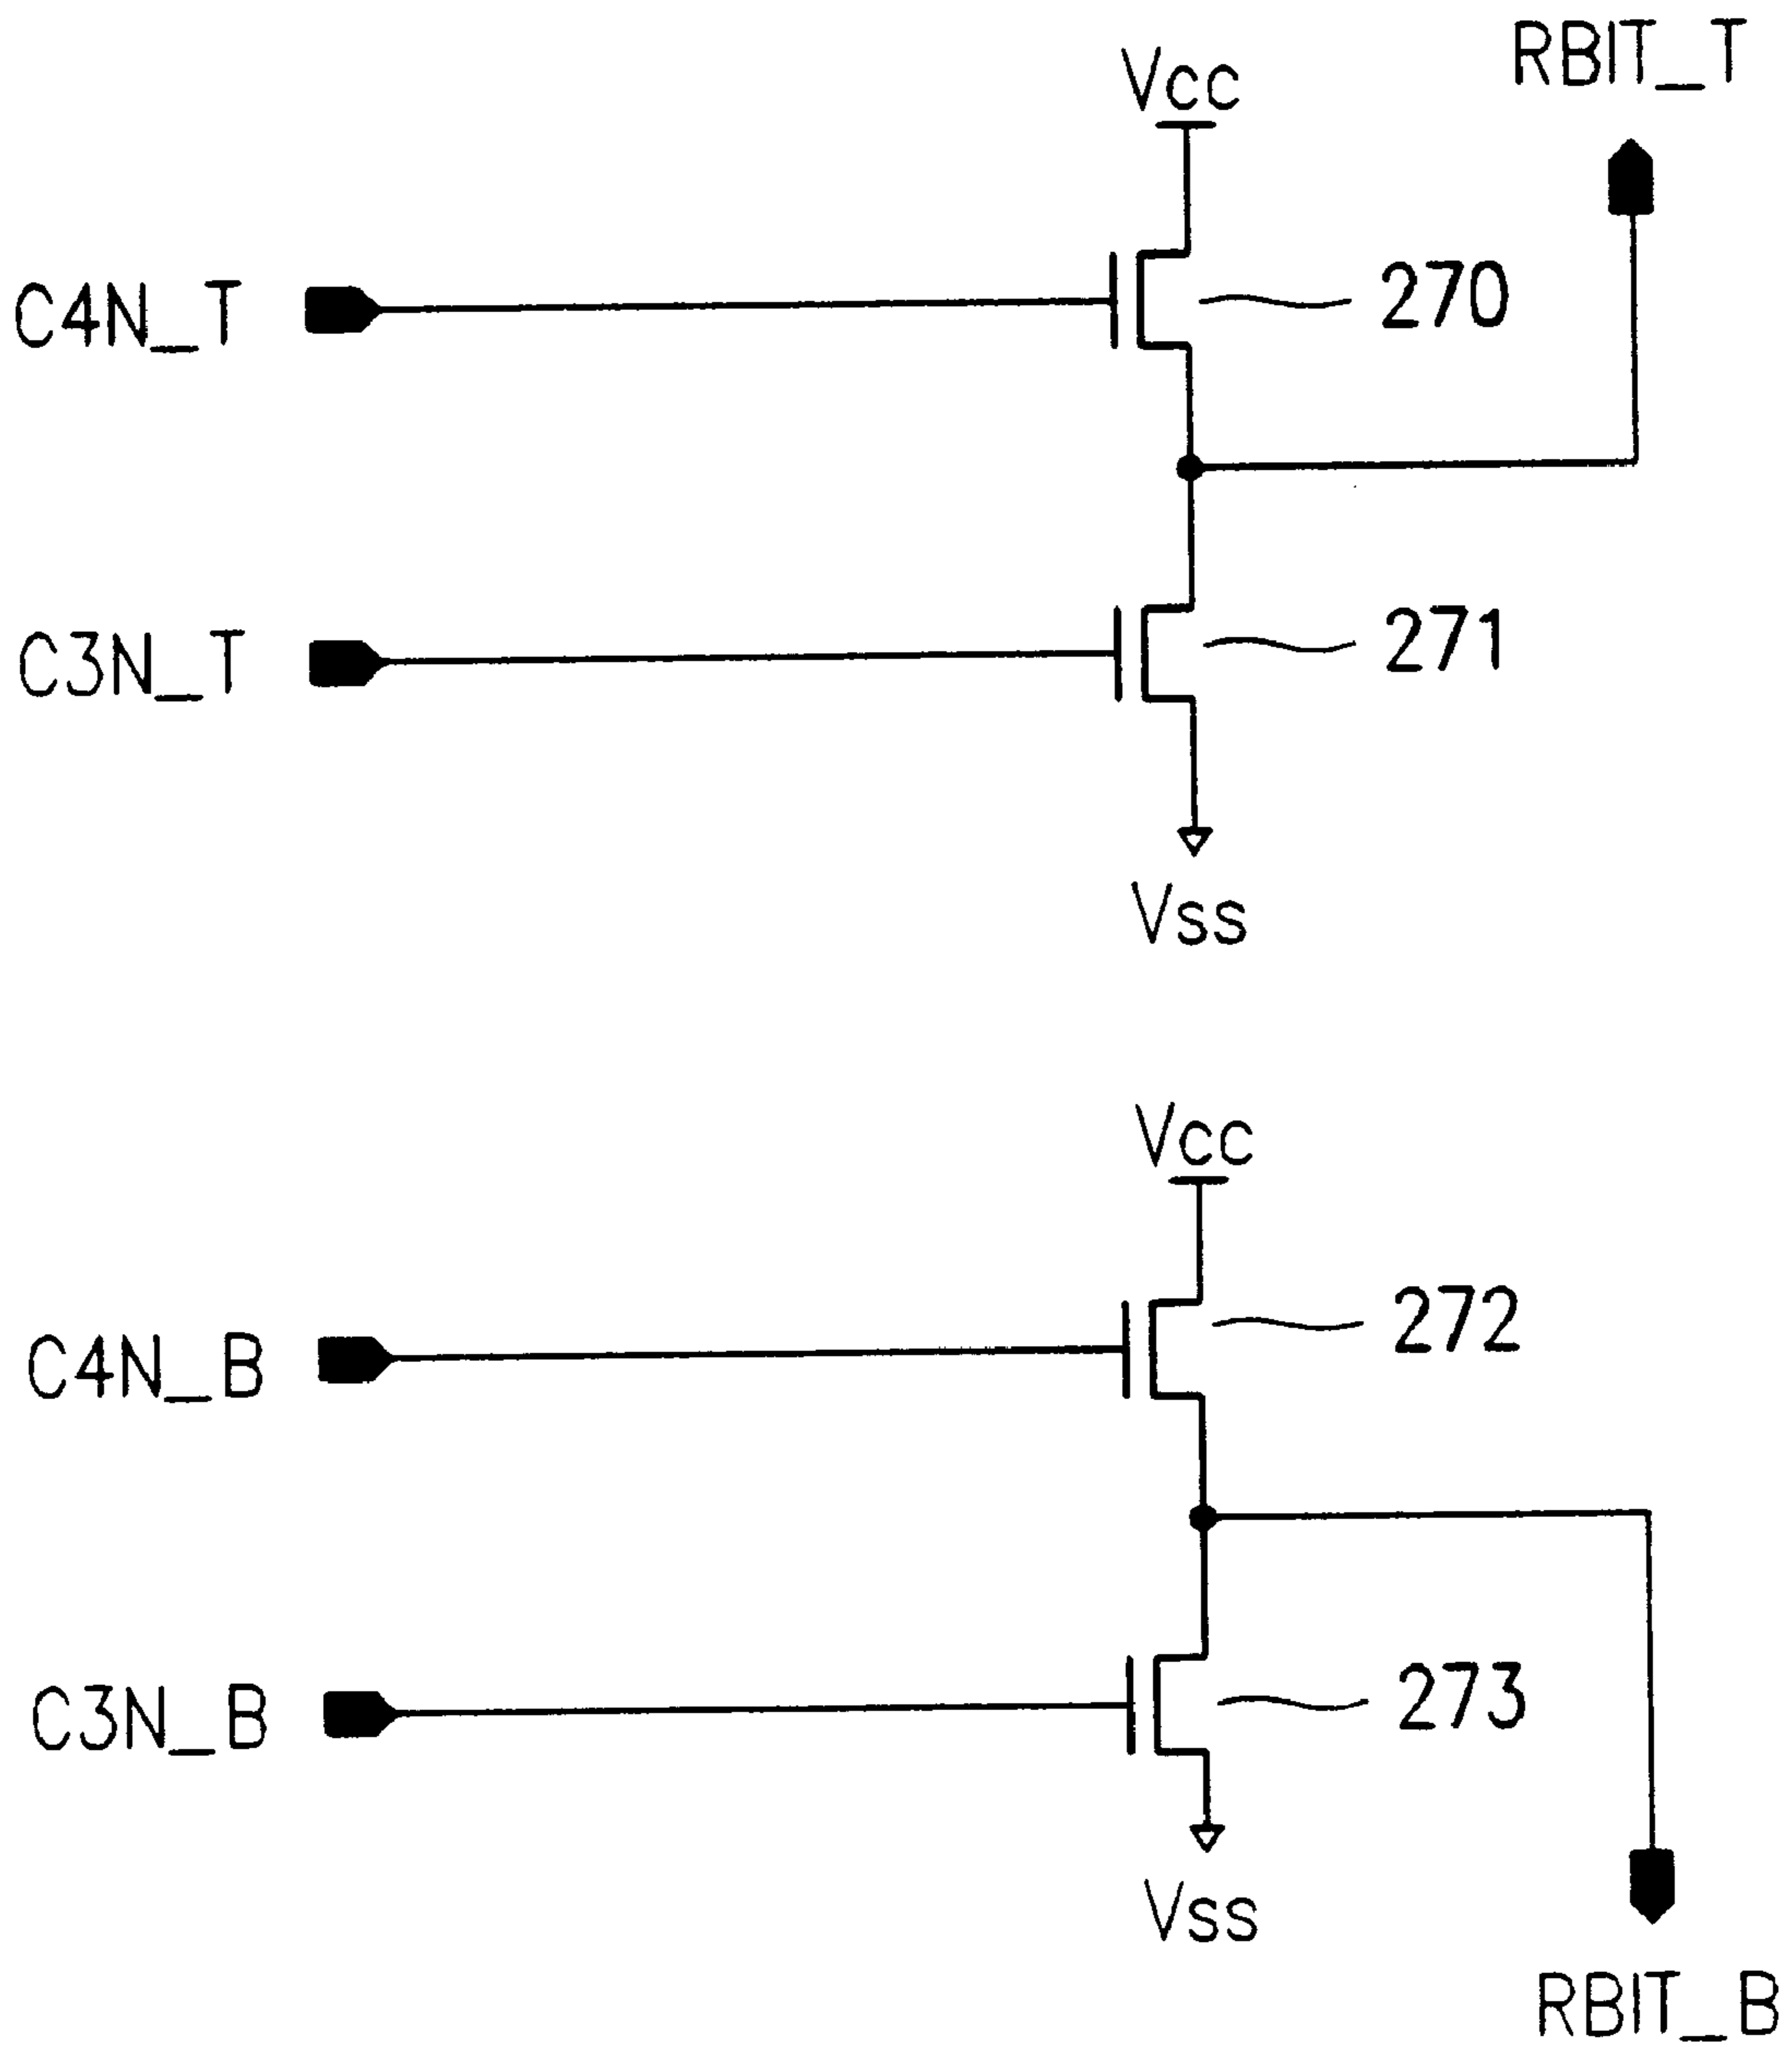 RBIT_T
Vcc
C4N_T
270
C3N_T
271
Vss
Vcc
C4N_B
272
C3N_B
273
Vss
RBIT_B